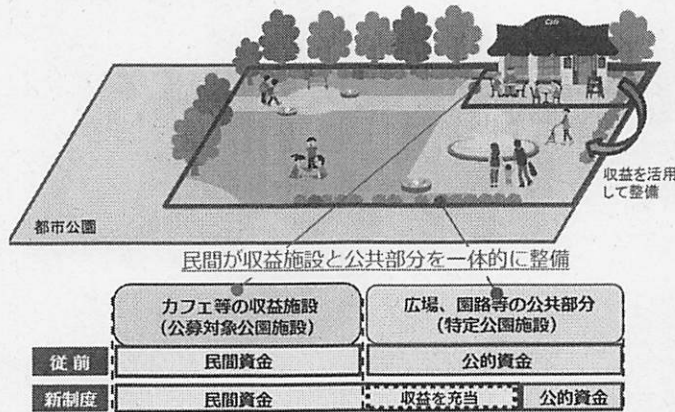 Cafe
収益を活用
して整備
都市公園
民間が収益施設と公共部分を一体的に整備
カフェ等の収益施設
(公募対象公園施設)
広場、園路等の公共部分
(特定公園施設)
従前
民間資金
公的資金
新制度
民間資金
収益を充当
公的資金